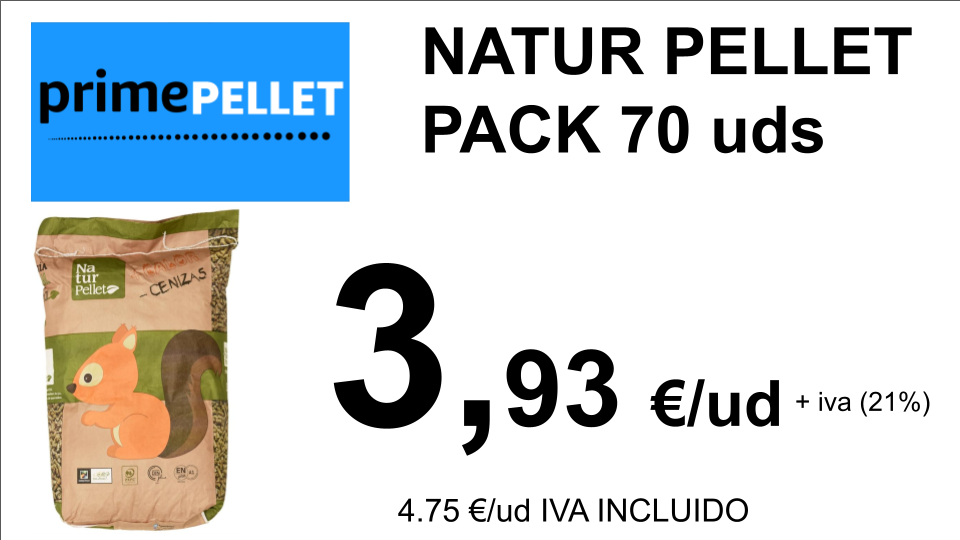 primePELLET
NATUR PELLET
PACK 70 uds
Na
tur
Pellet
- CENIZAS
3,93 €/ud + iva (21%)
4.75 €/ud IVA INCLUIDO